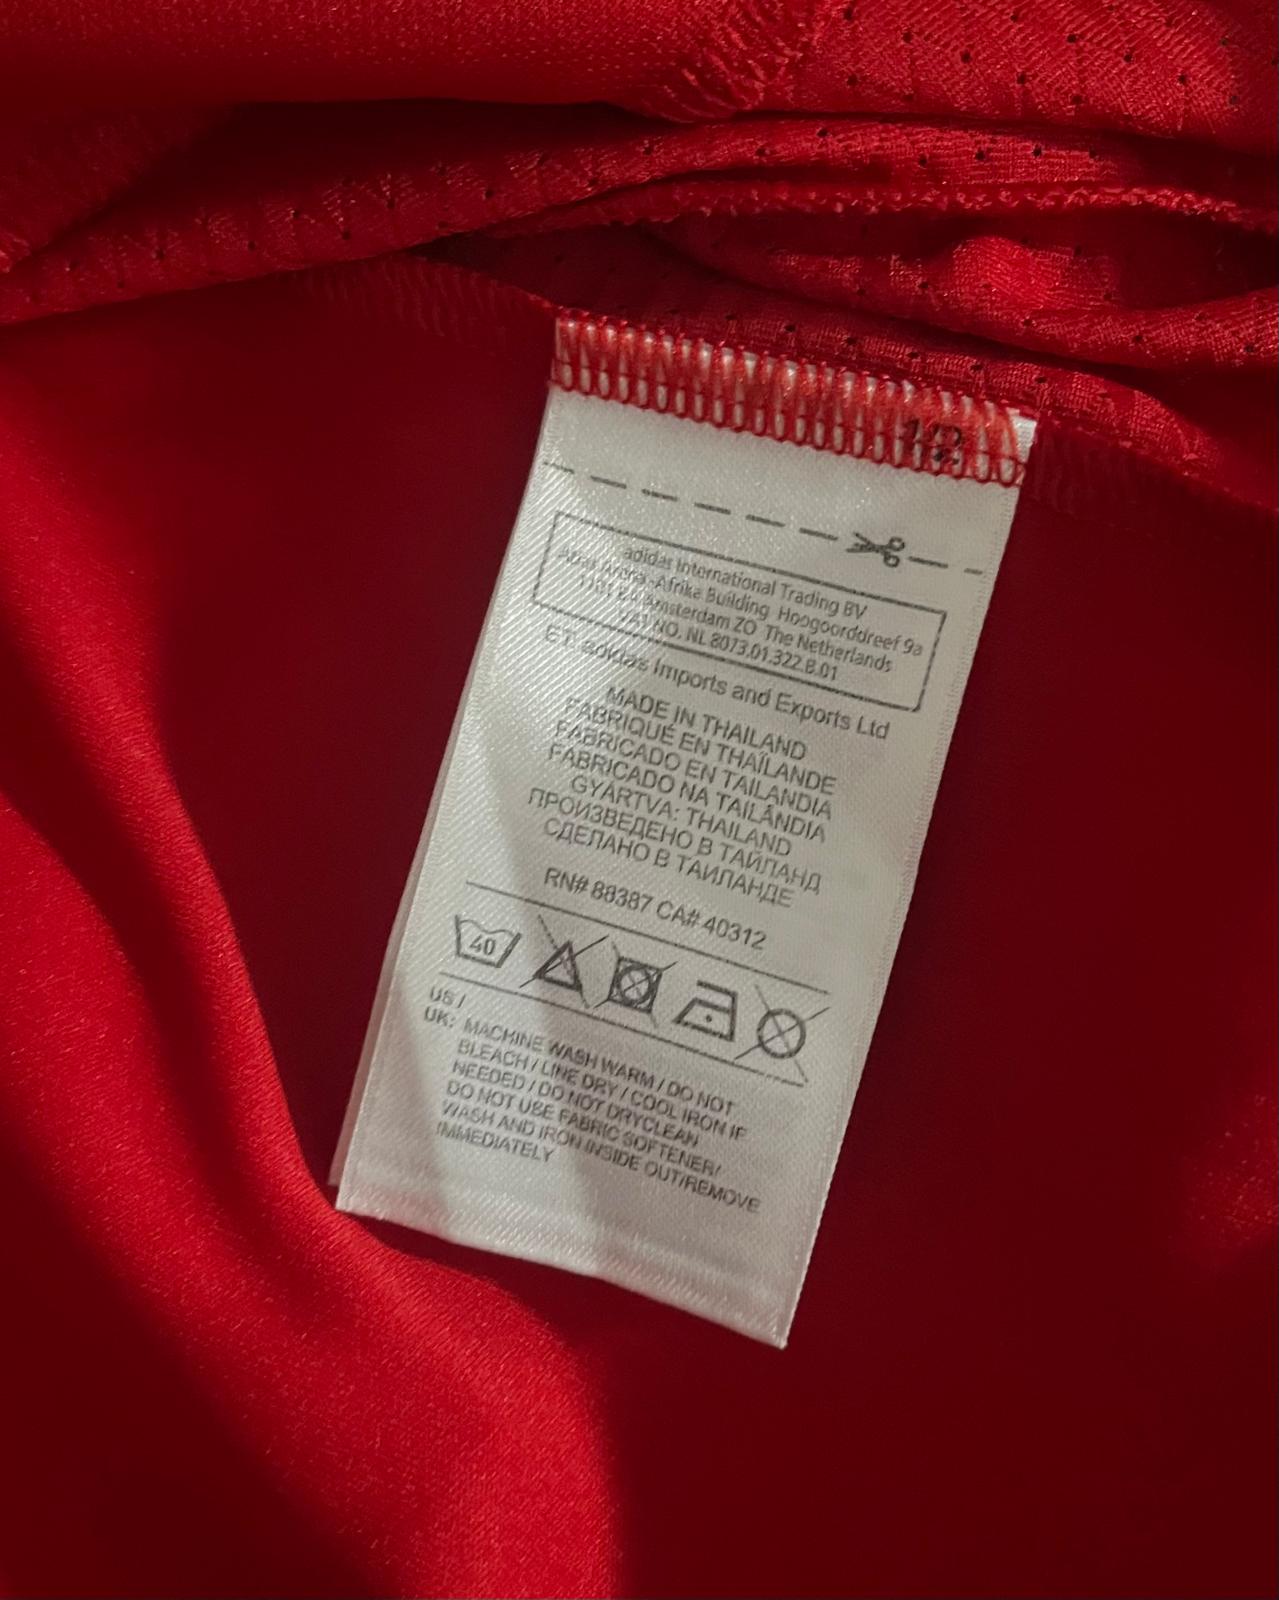 12
adidas International Trading BV
Atlas Arena-Afrika Building Hoogoorddreef 9a
1101 BA Amsterdam ZO The Netherlands
VAT NO. NL 8073.01.322.B.01
ET: adidas Imports and Exports Ltd
MADE IN THAILAND
FABRIQUÉ EN THAÏLANDE
FABRICADO EN TAILANDIA
FABRICADO NA TAILÂNDIA
GYÁRTVA: THAILAND
ПРОИЗВЕДЕНО В ТАЙЛАНД
СДЕЛАНО В ТАИЛАНДЕ
RN# 88387 CA# 40312
40
US /
UK: MACHINE WASH WARM / DO NOT
BLEACH / LINE DRY / COOL IRON IF
NEEDED / DO NOT DRYCLEAN
DO NOT USE FABRIC SOFTENER/
WASH AND IRON INSIDE OUT/REMOVE
IMMEDIATELY